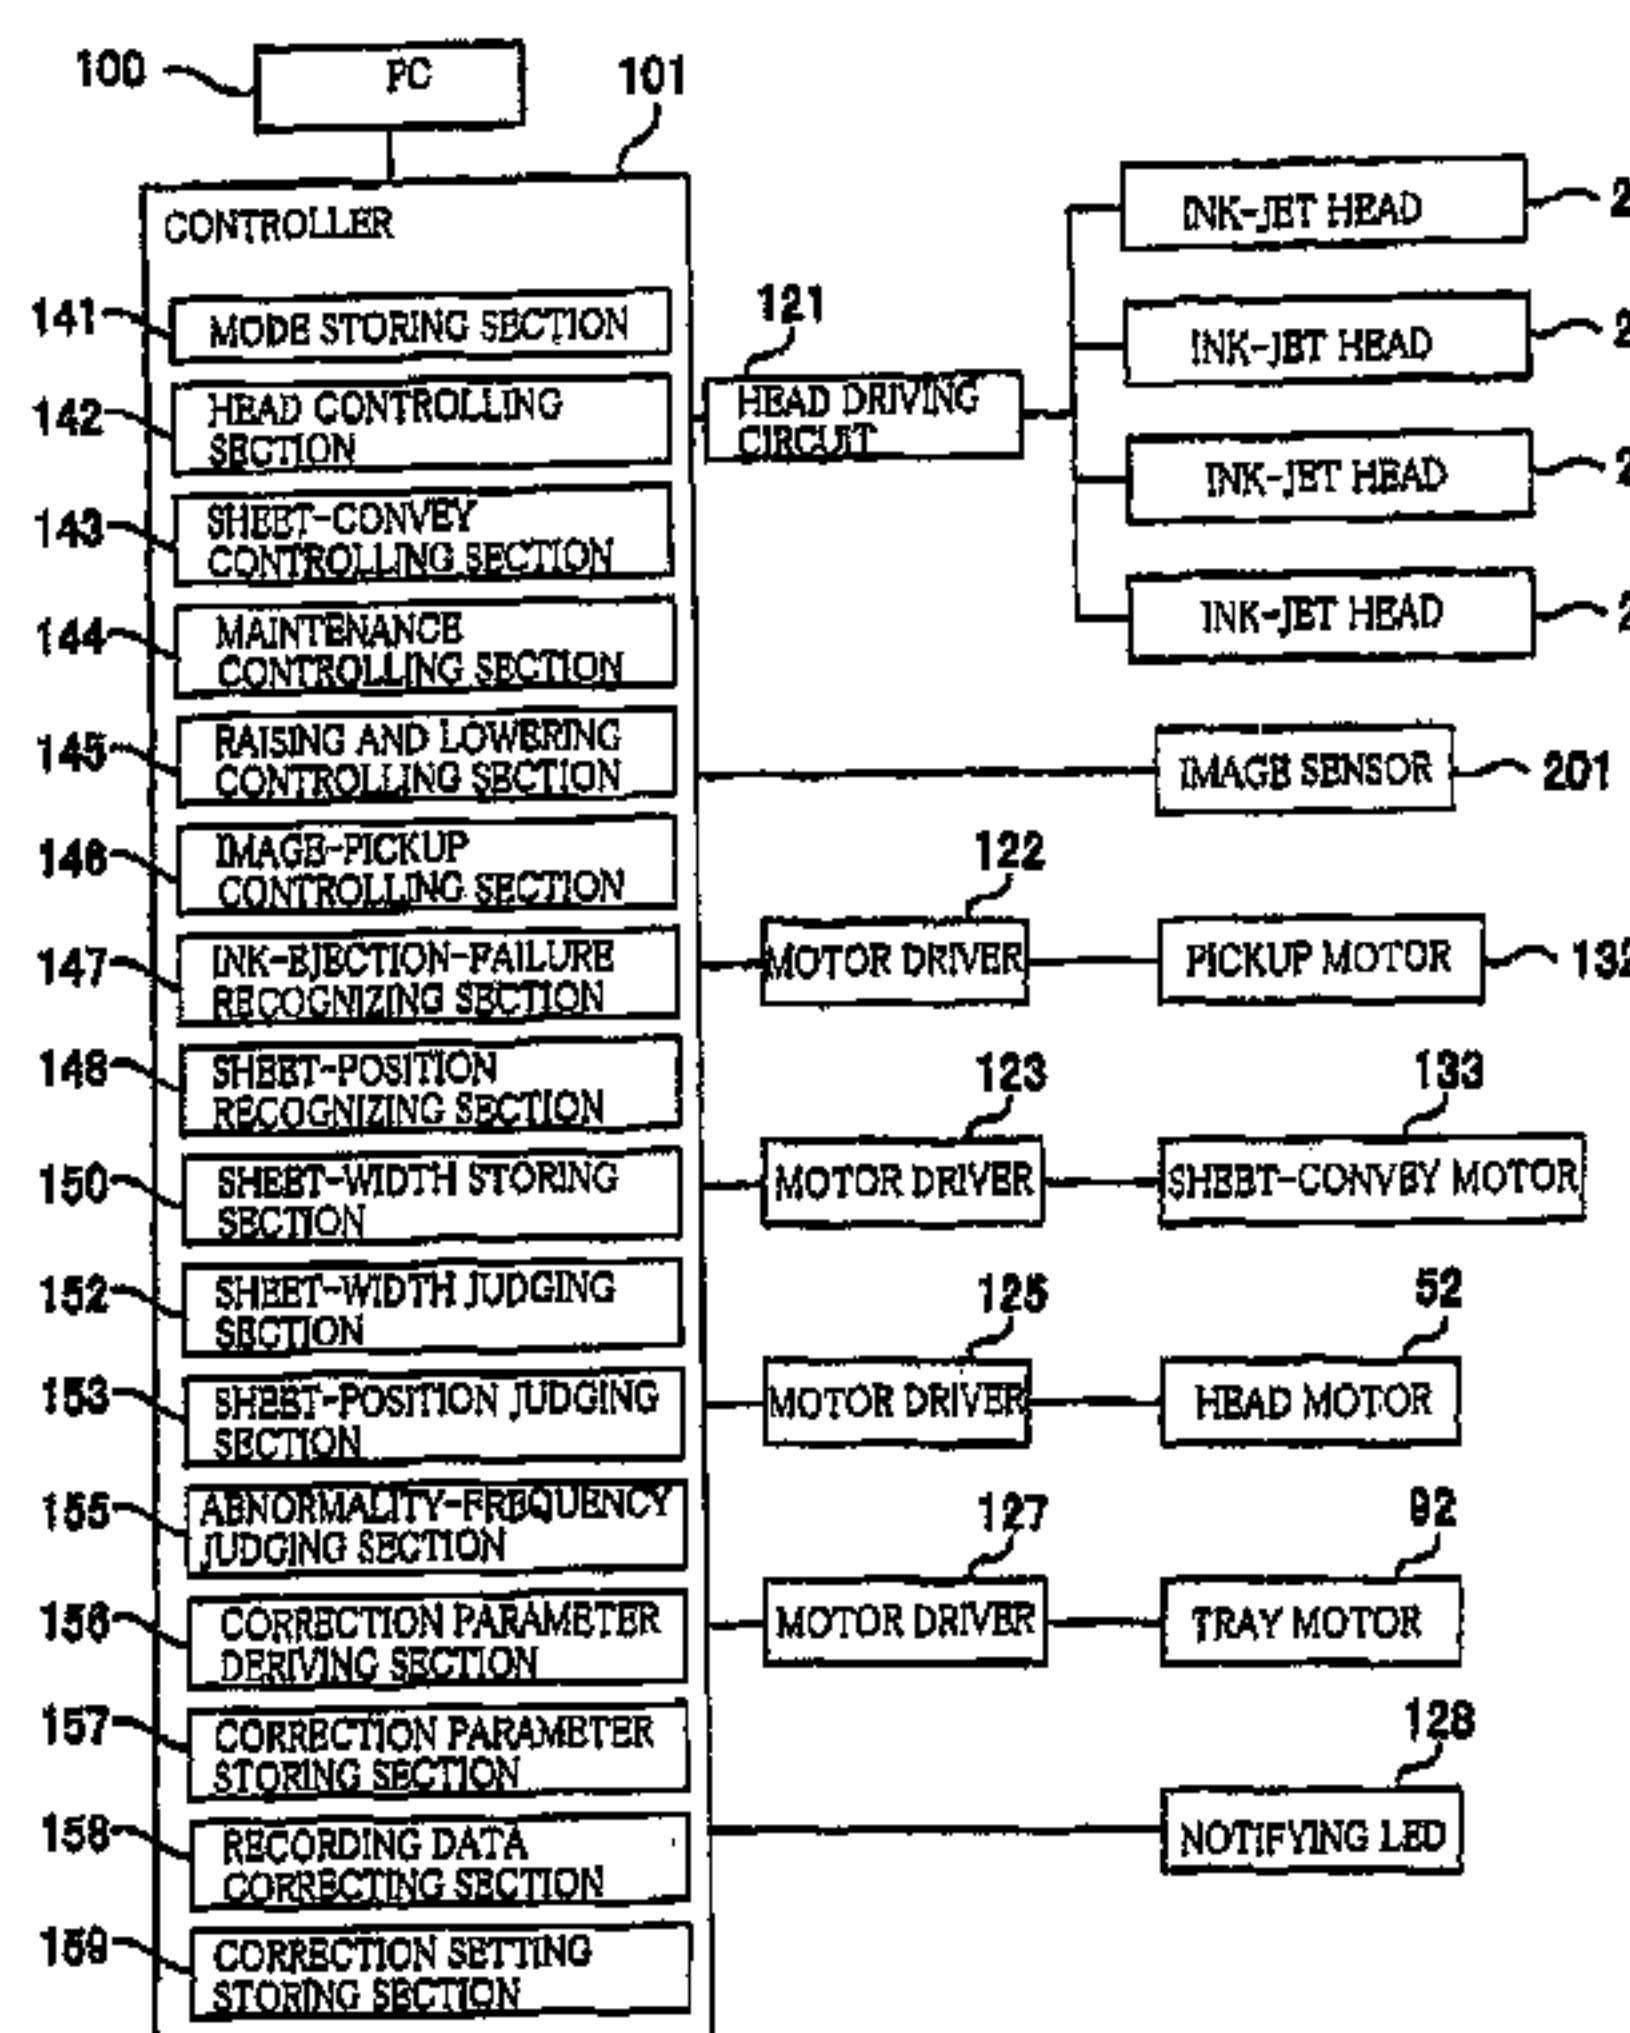 100
PC
101
CONTROLLER
141
MODE STORING SECTION
142
HEAD CONTROLLING
SECTION
143
SHEET-CONVEY
CONTROLLING SECTION
144
MAINTENANCE
CONTROLLING SECTION
145
RAISING AND LOWERING
CONTROLLING SECTION
146
IMAGE-PICKUP
CONTROLLING SECTION
147
INK-EJECTION-FAILURE
RECOGNIZING SECTION
148
SHEET-POSITION
RECOGNIZING SECTION
150
SHEET-WIDTH STORING
SECTION
152
SHEET-WIDTH JUDGING
SECTION
153
SHEET-POSITION JUDGING
SECTION
155
ABNORMALITY-FREQUENCY
JUDGING SECTION
156
CORRECTION PARAMETER
DERIVING SECTION
157
CORRECTION PARAMETER
STORING SECTION
158
RECORDING DATA
CORRECTING SECTION
159
CORRECTION SETTING
STORING SECTION
121
HEAD DRIVING
CIRCUIT
INK-JET HEAD
2
INK-JET HEAD
2
INK-JET HEAD
2
INK-JET HEAD
2
IMAGE SENSOR
201
122
MOTOR DRIVER
PICKUP MOTOR
132
123
MOTOR DRIVER
133
SHEET-CONVEY MOTOR
125
MOTOR DRIVER
52
HEAD MOTOR
127
MOTOR DRIVER
92
TRAY MOTOR
128
NOTIFYING LED